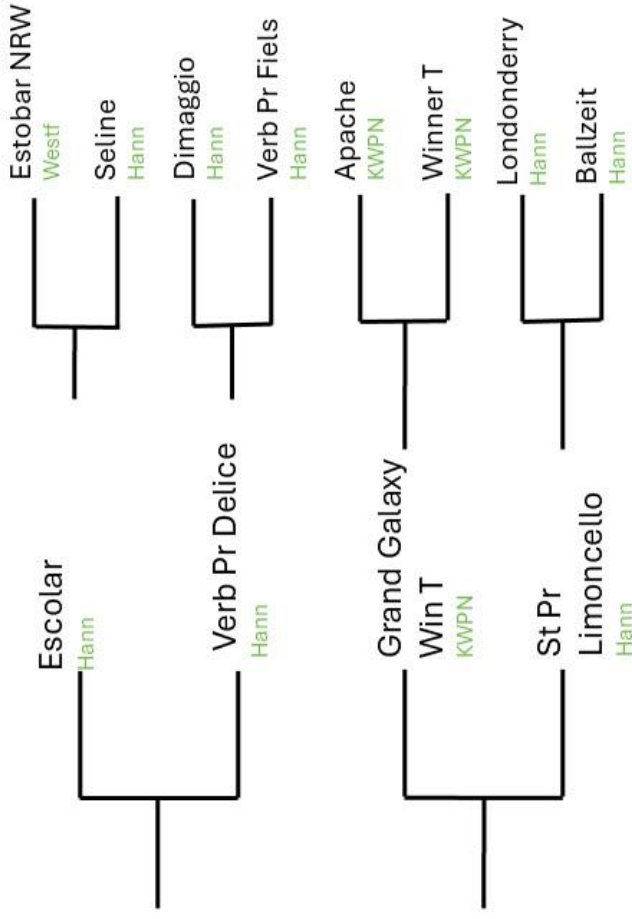 Escolar
Hann
Verb Pr Delice
Hann
Grand Galaxy
Win T
KWPN
St Pr
Limoncello
Hann
Estobar NRW
Westf
Seline
Hann
Dimaggio
Hann
Verb Pr Fiels
Hann
Apache
KWPN
Winner T
KWPN
Londonderry
Hann
Ballzeit
Hann